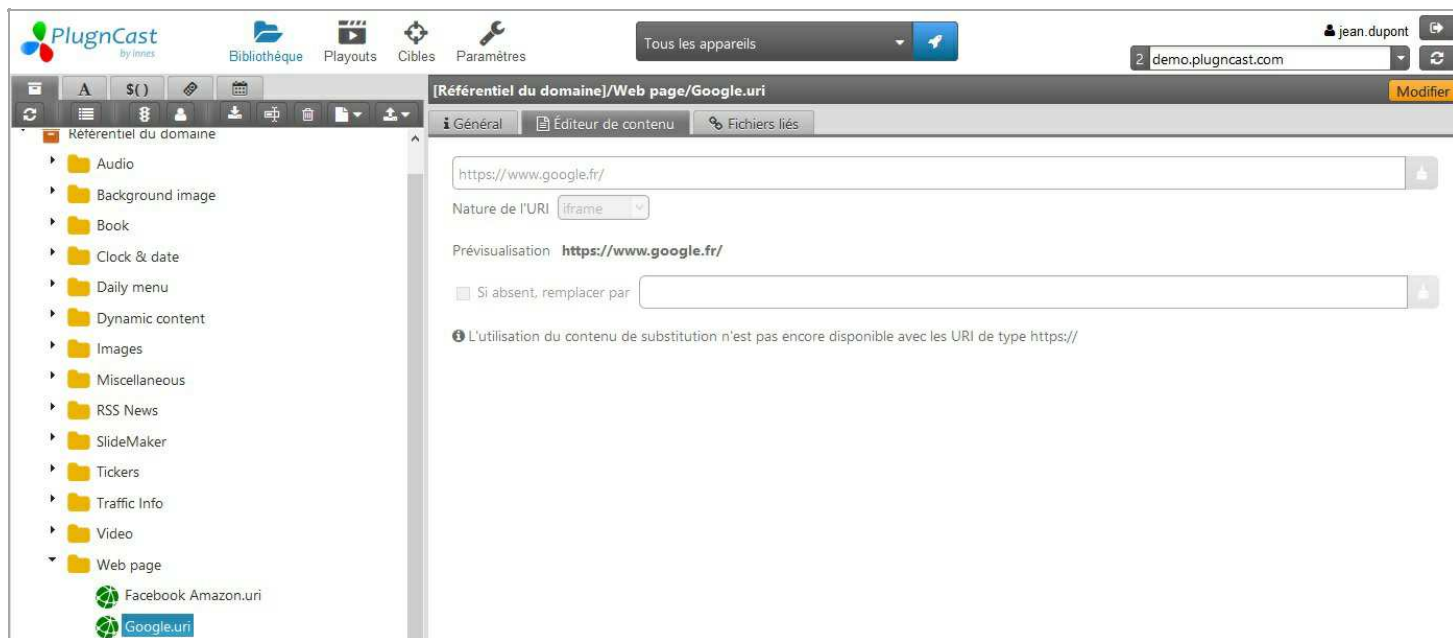 PlugnCast
by innes
Bibliothéque
Playouts
Cibles
Paramètres
Tous les appareils
jean.dupont
2 demo.plugncast.com
A
$()
[Référentiel du domaine]/Web page/Google.uri
Modifier
Général
Éditeur de contenu
Fichiers liés
Référentiel du domaine
Audio
Background image
Book
Clock & date
Daily menu
Dynamic content
Images
Miscellaneous
RSS News
SlideMaker
Tickers
Traffic Info
Video
Web page
Facebook Amazon.uri
Google.uri
https://www.google.fr/
Nature de l'URI iframe
Prévisualisation https://www.google.fr/
Si absent, remplacer par
L'utilisation du contenu de substitution n'est pas encore disponible avec les URI de type https://